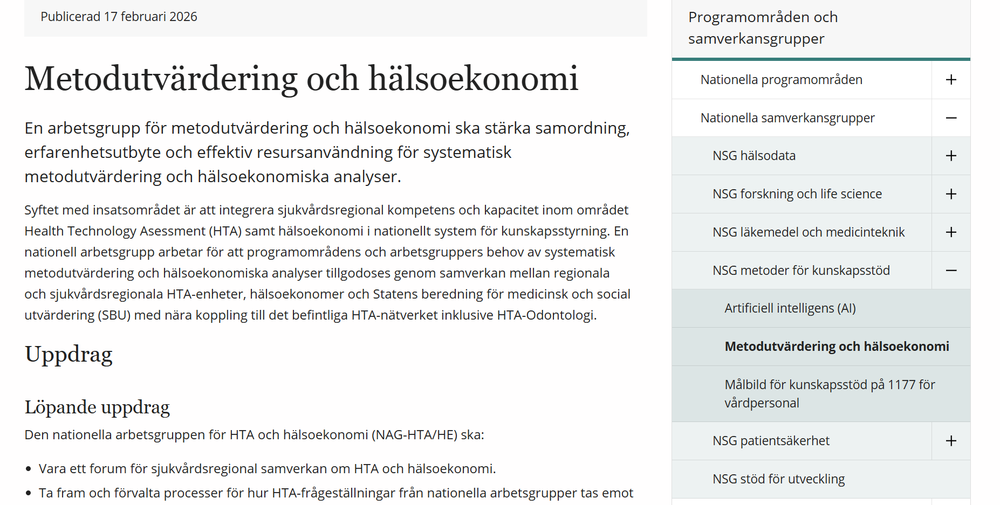 Publicerad 17 februari 2026
Metodutvärdering och hälsoekonomi
En arbetsgrupp för metodutvärdering och hälsoekonomi ska stärka samordning,
erfarenhetsutbyte och effektiv resursanvändning för systematisk
metodutvärdering och hälsoekonomiska analyser.
Syftet med insatsområdet är att integrera sjukvårdsregional kompetens och kapacitet inom området
Health Technology Asessment (HTA) samt hälsoekonomi i nationellt system för kunskapsstyrning. En
nationell arbetsgrupp arbetar för att programområdens och arbetsgruppers behov av systematisk
metodutvärdering och hälsoekonomiska analyser tillgodoses genom samverkan mellan regionala
och sjukvårdsregionala HTA-enheter, hälsoekonomer och Statens beredning för medicinsk och social
utvärdering (SBU) med nära koppling till det befintliga HTA-nätverket inklusive HTA-Odontologi.
Uppdrag
Löpande uppdrag
Den nationella arbetsgruppen för HTA och hälsoekonomi (NAG-HTA/HE) ska:
• Vara ett forum för sjukvårdsregional samverkan om HTA och hälsoekonomi.
• Ta fram och förvalta processer för hur HTA-frågeställningar från nationella arbetsgrupper tas emot
Programområden och
samverkansgrupper
Nationella programområden
Nationella samverkansgrupper
NSG hälsodata
NSG forskning och life science
NSG läkemedel och medicinteknik
NSG metoder för kunskapsstöd
Artificiell intelligens (AI)
Metodutvärdering och hälsoekonomi
Målbild för kunskapsstöd på 1177 för
vårdpersonal
NSG patientsäkerhet
NSG stöd för utveckling